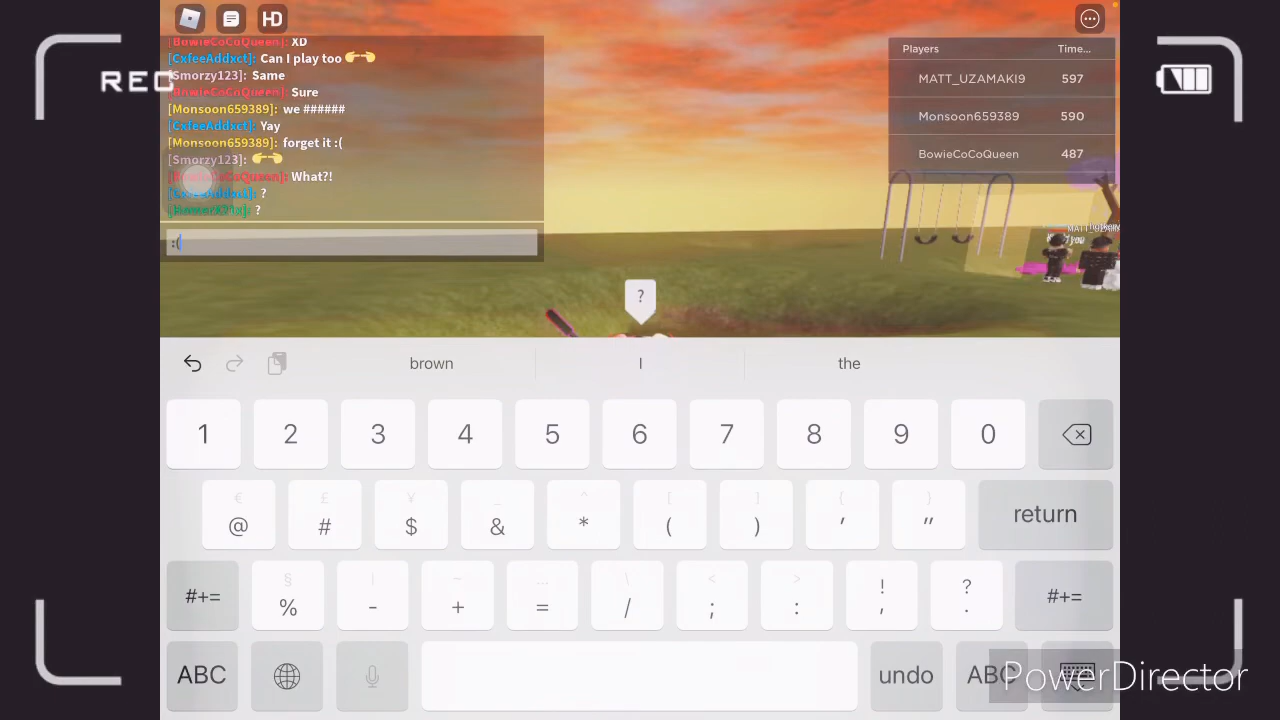 HD
[BowieCoCoQueen]: XD
[CxfeeAddxct]: Can I play too 👉👈
[Smorzy123]: Same
[BowieCoCoQueen]: Sure
[Monsoon659389]: we ######
[CxfeeAddxct]: Yay
[Monsoon659389]: forget it :(
[Smorzy123]: 👉👈
What?!
?
?
:(
REC
Players Time...
MATT_UZAMAKI9 597
Monsoon659389 590
BowieCoCoQueen 487
?
brown I the
1 2 3 4 5 6 7 8 9 0
€ £ ¥ _ ^ [ ] { }
@ # $ & * ( ) ' " return
§ | ~ … \ < > ! ?
#+= % - + = / ; : , . #+=
ABC undo ABC
PowerDirector